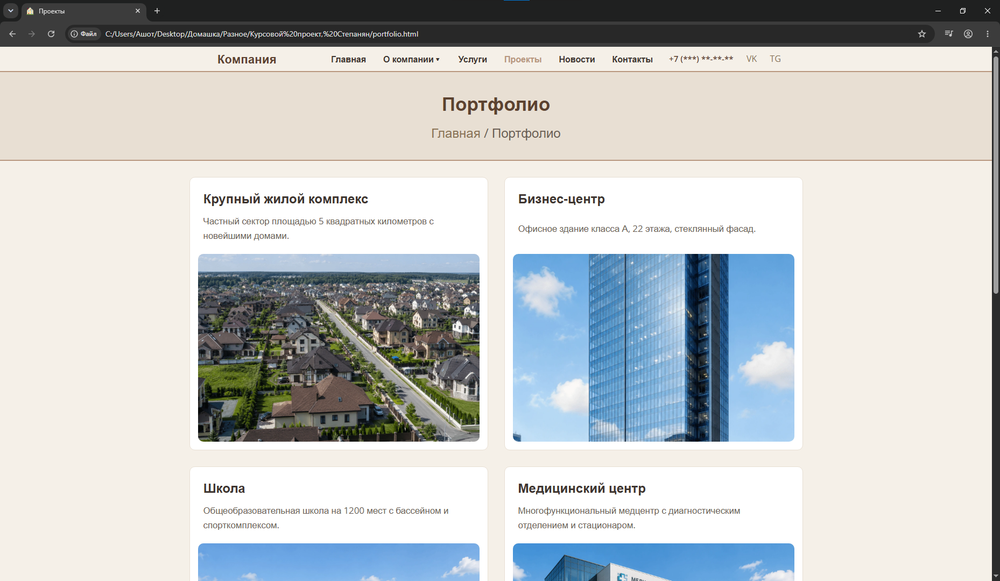 Проекты
Файл
C:/Users/Ашот/Desktop/Домашка/Разное/Курсовой%20проект,%20Степанян/portfolio.html
Компания
Главная
О компании ▾
Услуги
Проекты
Новости
Контакты
+7 (***) **-**-**
VK
TG
Портфолио
Главная / Портфолио
Крупный жилой комплекс
Частный сектор площадью 5 квадратных километров с
новейшими домами.
Бизнес-центр
Офисное здание класса А, 22 этажа, стеклянный фасад.
Школа
Общеобразовательная школа на 1200 мест с бассейном и
спорткомплексом.
Медицинский центр
Многофункциональный медцентр с диагностическим
отделением и стационаром.